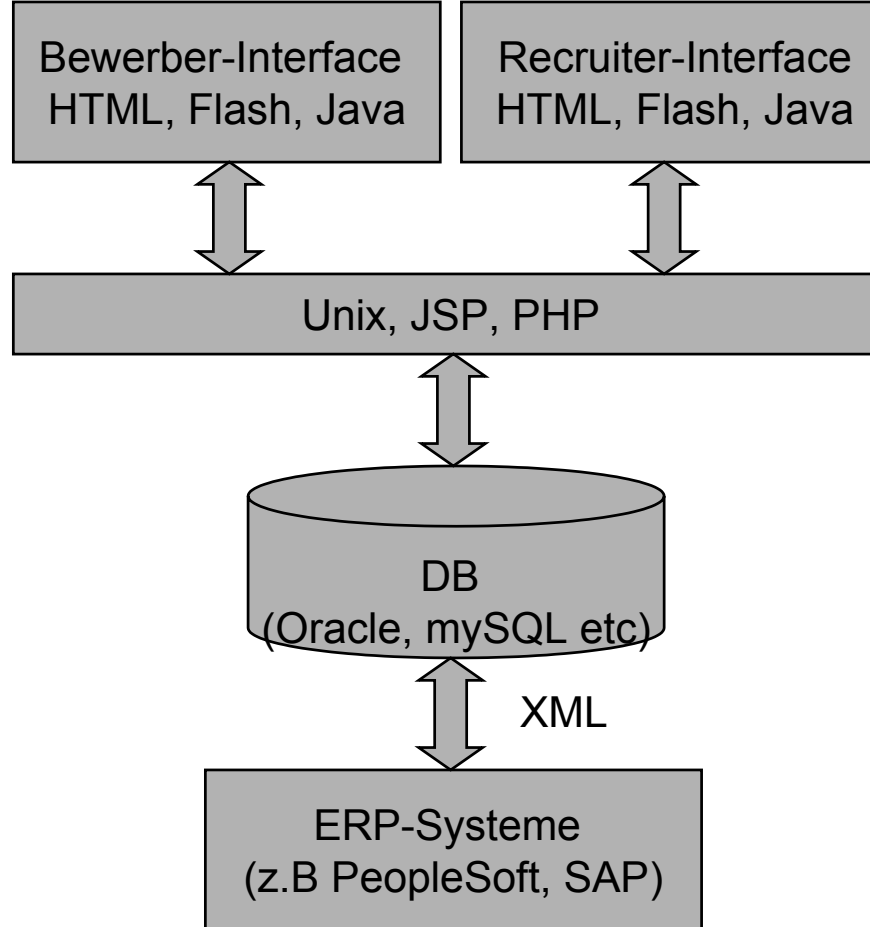 Bewerber-Interface
HTML, Flash, Java
Recruiter-Interface
HTML, Flash, Java
Unix, JSP, PHP
DB
(Oracle, mySQL etc)
XML
ERP-Systeme
(z.B PeopleSoft, SAP)